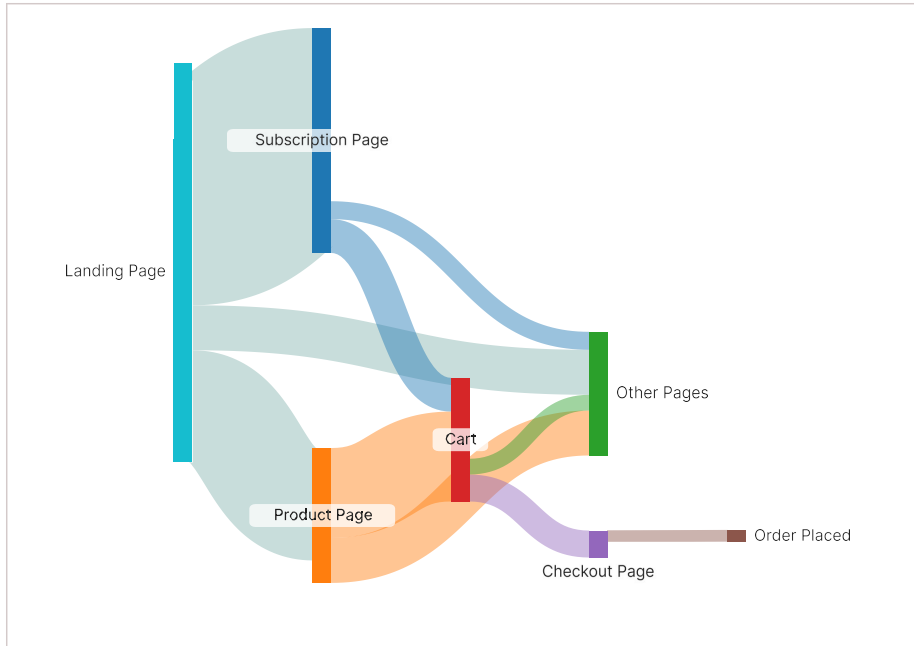 Subscription Page
Landing Page
Other Pages
Cart
Product Page
Order Placed
Checkout Page